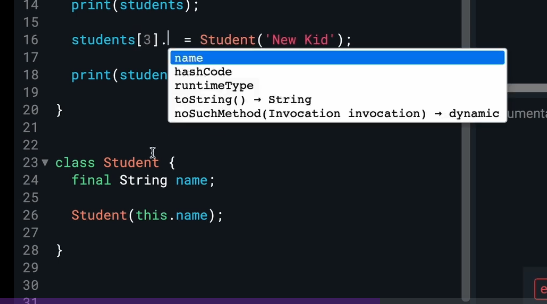 14 print(students);
15
16 students[3]. = Student('New Kid');
17 name
hashCode
18 print(studen runtimeType
19 toString() → String
20 } noSuchMethod(Invocation invocation) → dynamic
21
22
23 class Student {
24 final String name;
25
26 Student(this.name);
27
28 }
29
30
31